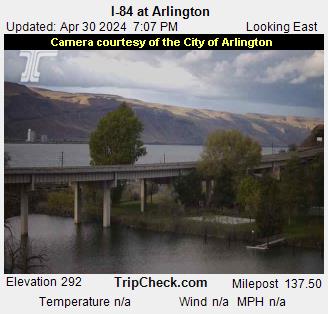 I-84 at Arlington
Updated: Apr 30 2024 7:07 PM Looking East
Camera courtesy of the City of Arlington
Elevation 292 TripCheck.com Milepost 137.50
Temperature n/a Wind n/a MPH n/a